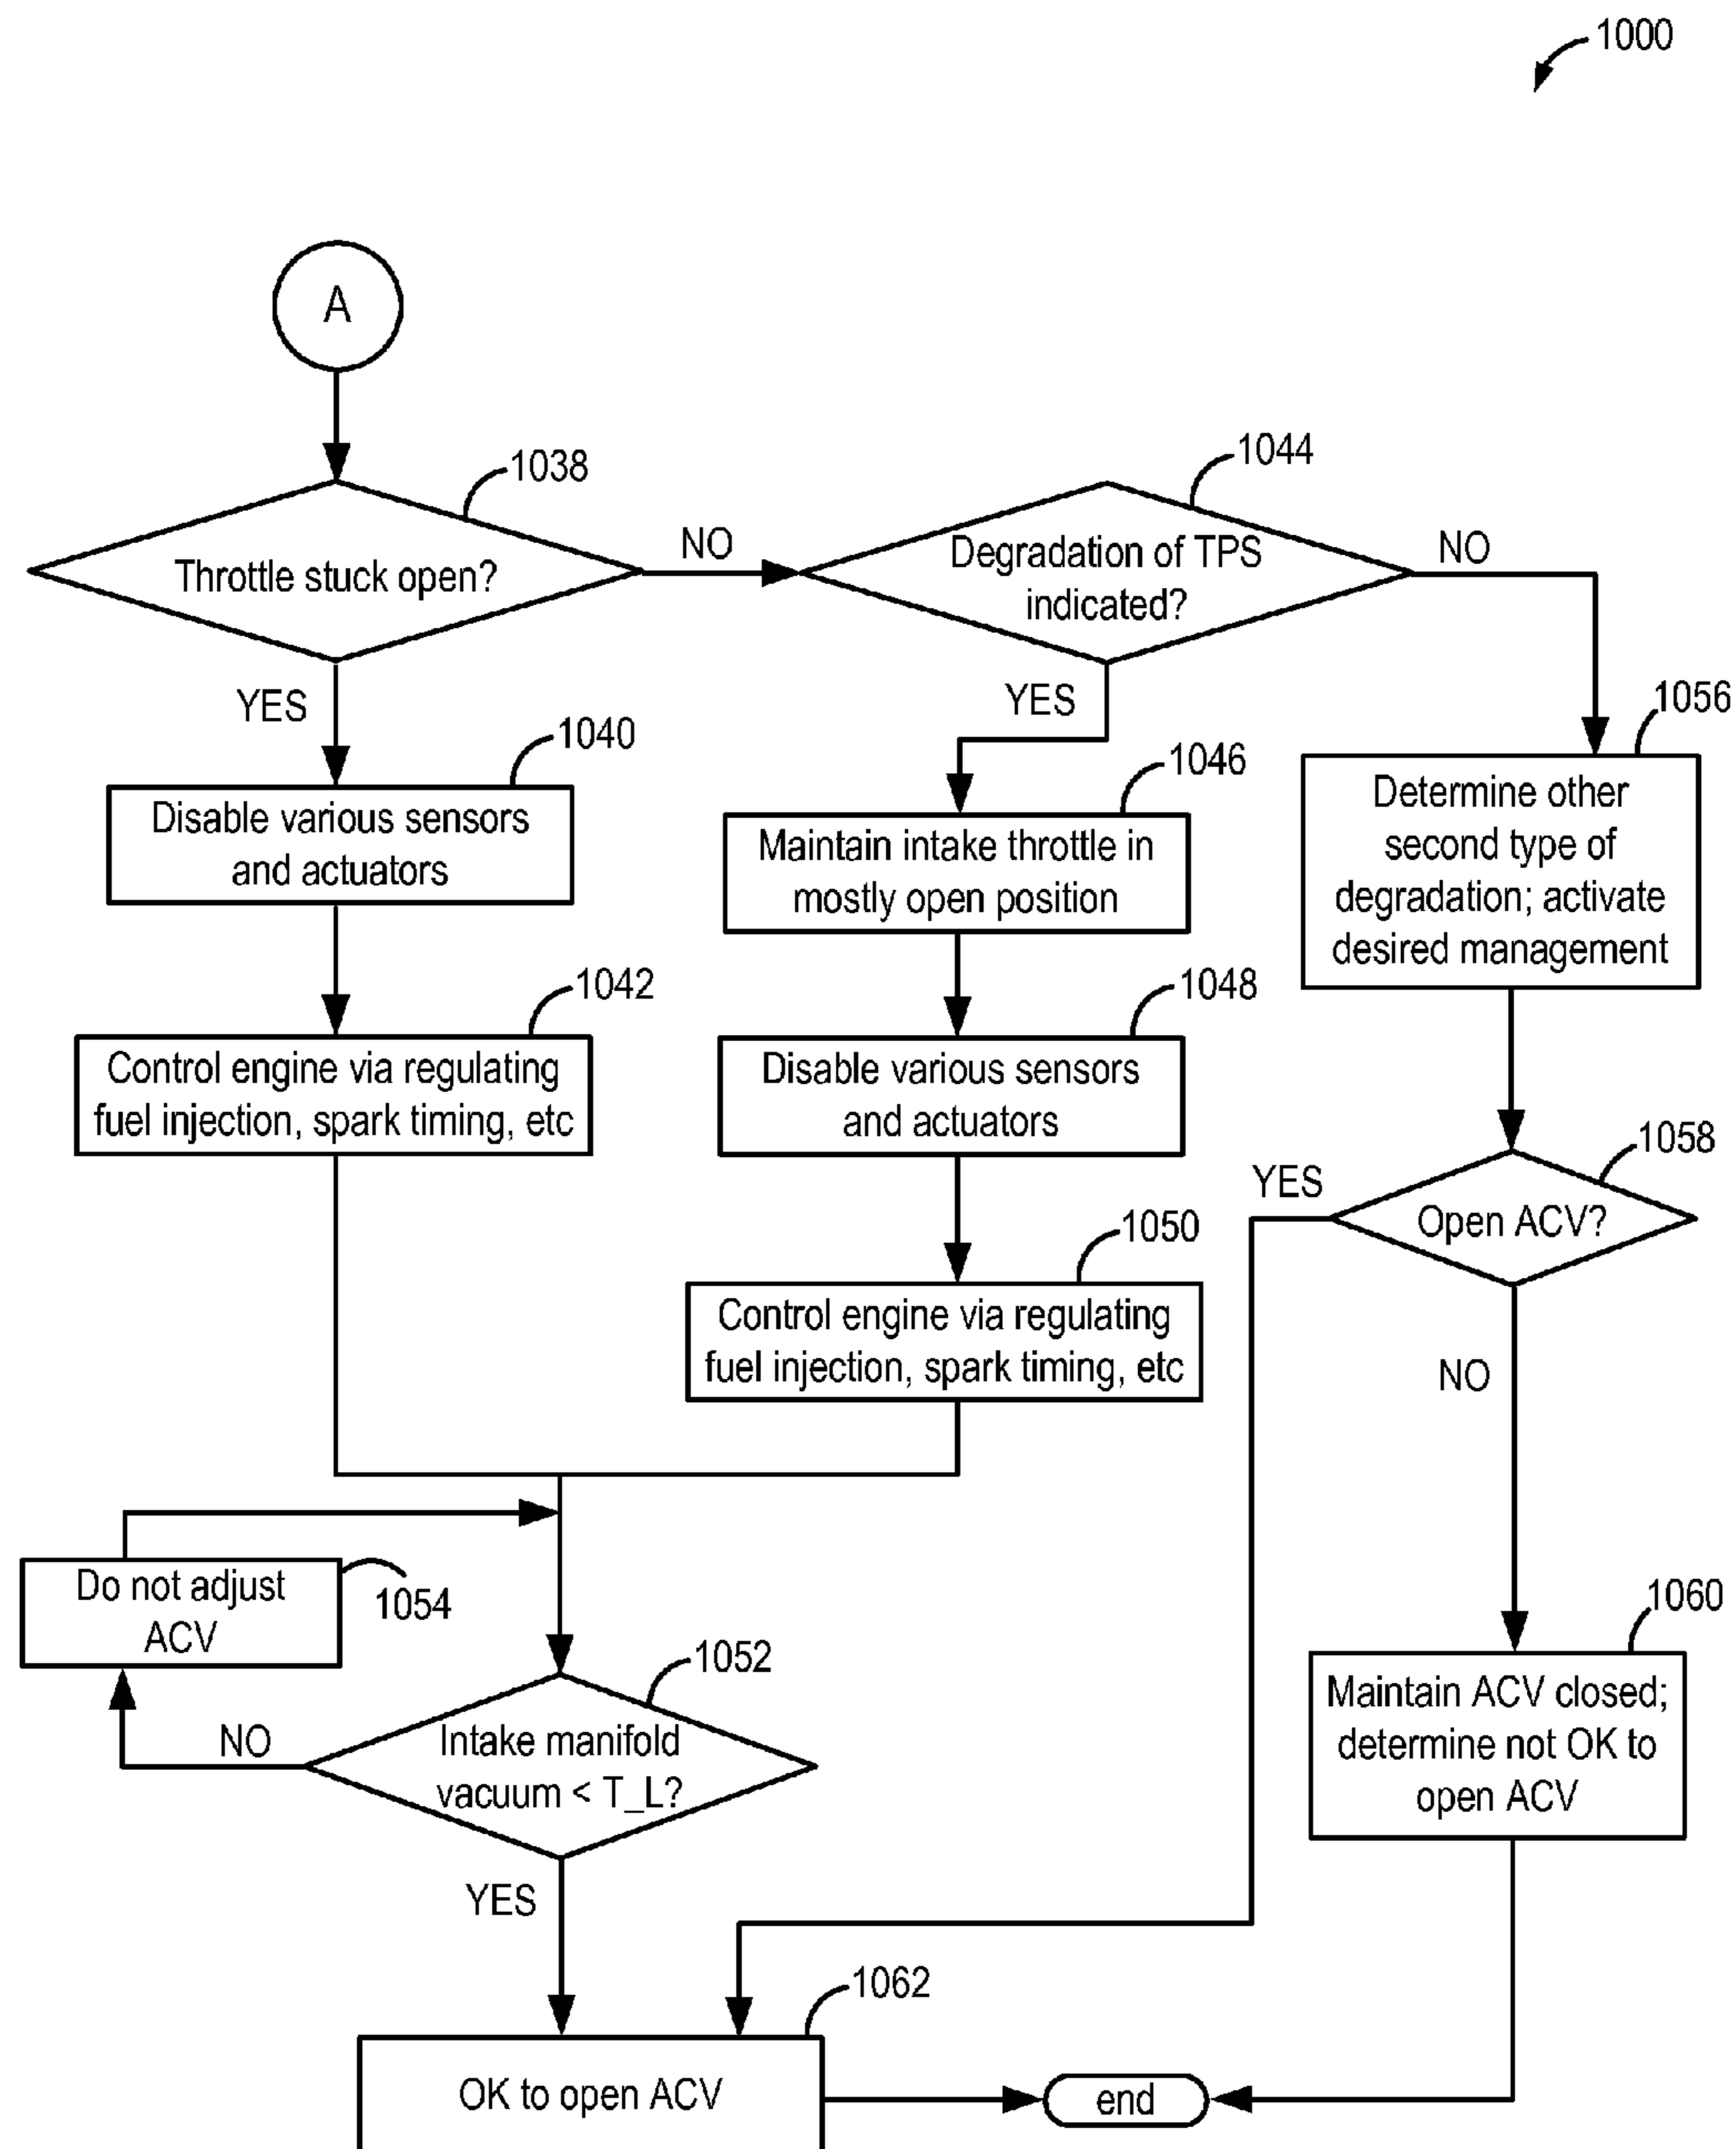 1000
A
1038
Throttle stuck open?
NO
1044
Degradation of TPS
indicated?
NO
YES
1040
Disable various sensors
and actuators
YES
1046
Maintain intake throttle in
mostly open position
1056
Determine other
second type of
degradation; activate
desired management
1042
Control engine via regulating
fuel injection, spark timing, etc
1048
Disable various sensors
and actuators
1058
Open ACV?
YES
NO
1050
Control engine via regulating
fuel injection, spark timing, etc
Do not adjust
ACV
1054
1052
Intake manifold
vacuum < T_L?
NO
YES
1060
Maintain ACV closed;
determine not OK to
open ACV
1062
OK to open ACV
end